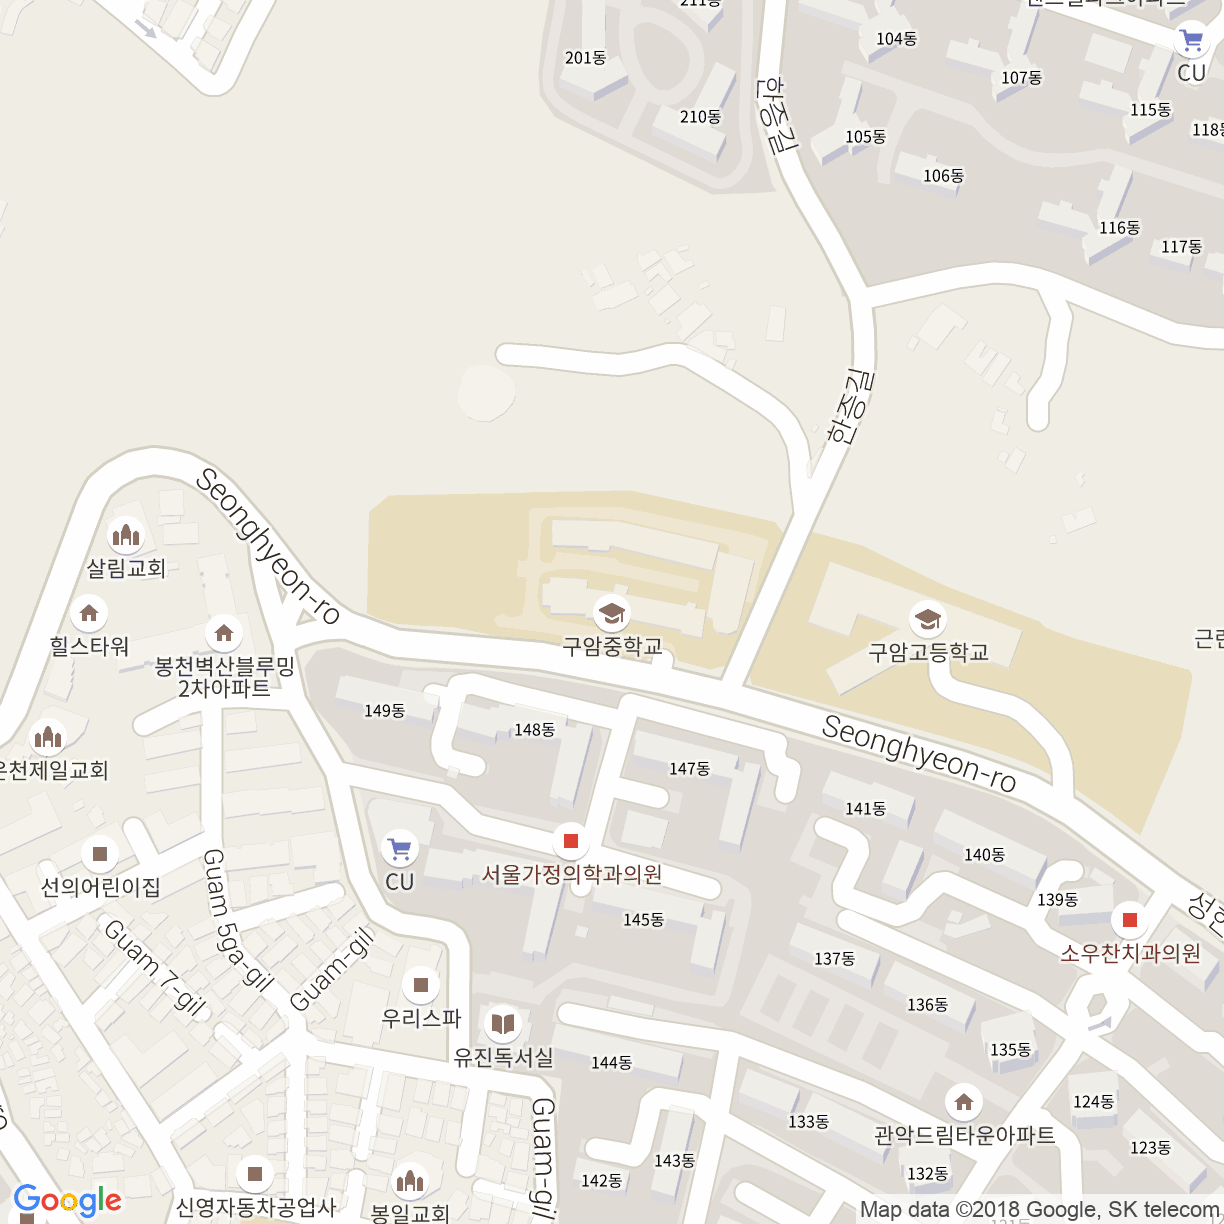 211동
104동
201동
107동
CU
115동
210동
118동
105동
한증길
106동
116동
117동
한증길
Seonghyeon-ro
살림교회
힐스타워
구암중학교
구암고등학교
봉천벽산블루밍
2차아파트
149동
148동
Seonghyeon-ro
147동
141동
140동
서울가정의학과의원
CU
선의어린이집
Guam 5ga-gil
Guam 7-gil
Guam-gil
145동
139동
소우찬치과의원
137동
136동
우리스파
유진독서실
144동
135동
124동
133동
관악드림타운아파트
123동
143동
132동
142동
Guam-gil
신영자동차공업사
봉일교회
Google
Map data ©2018 Google, SK telecom